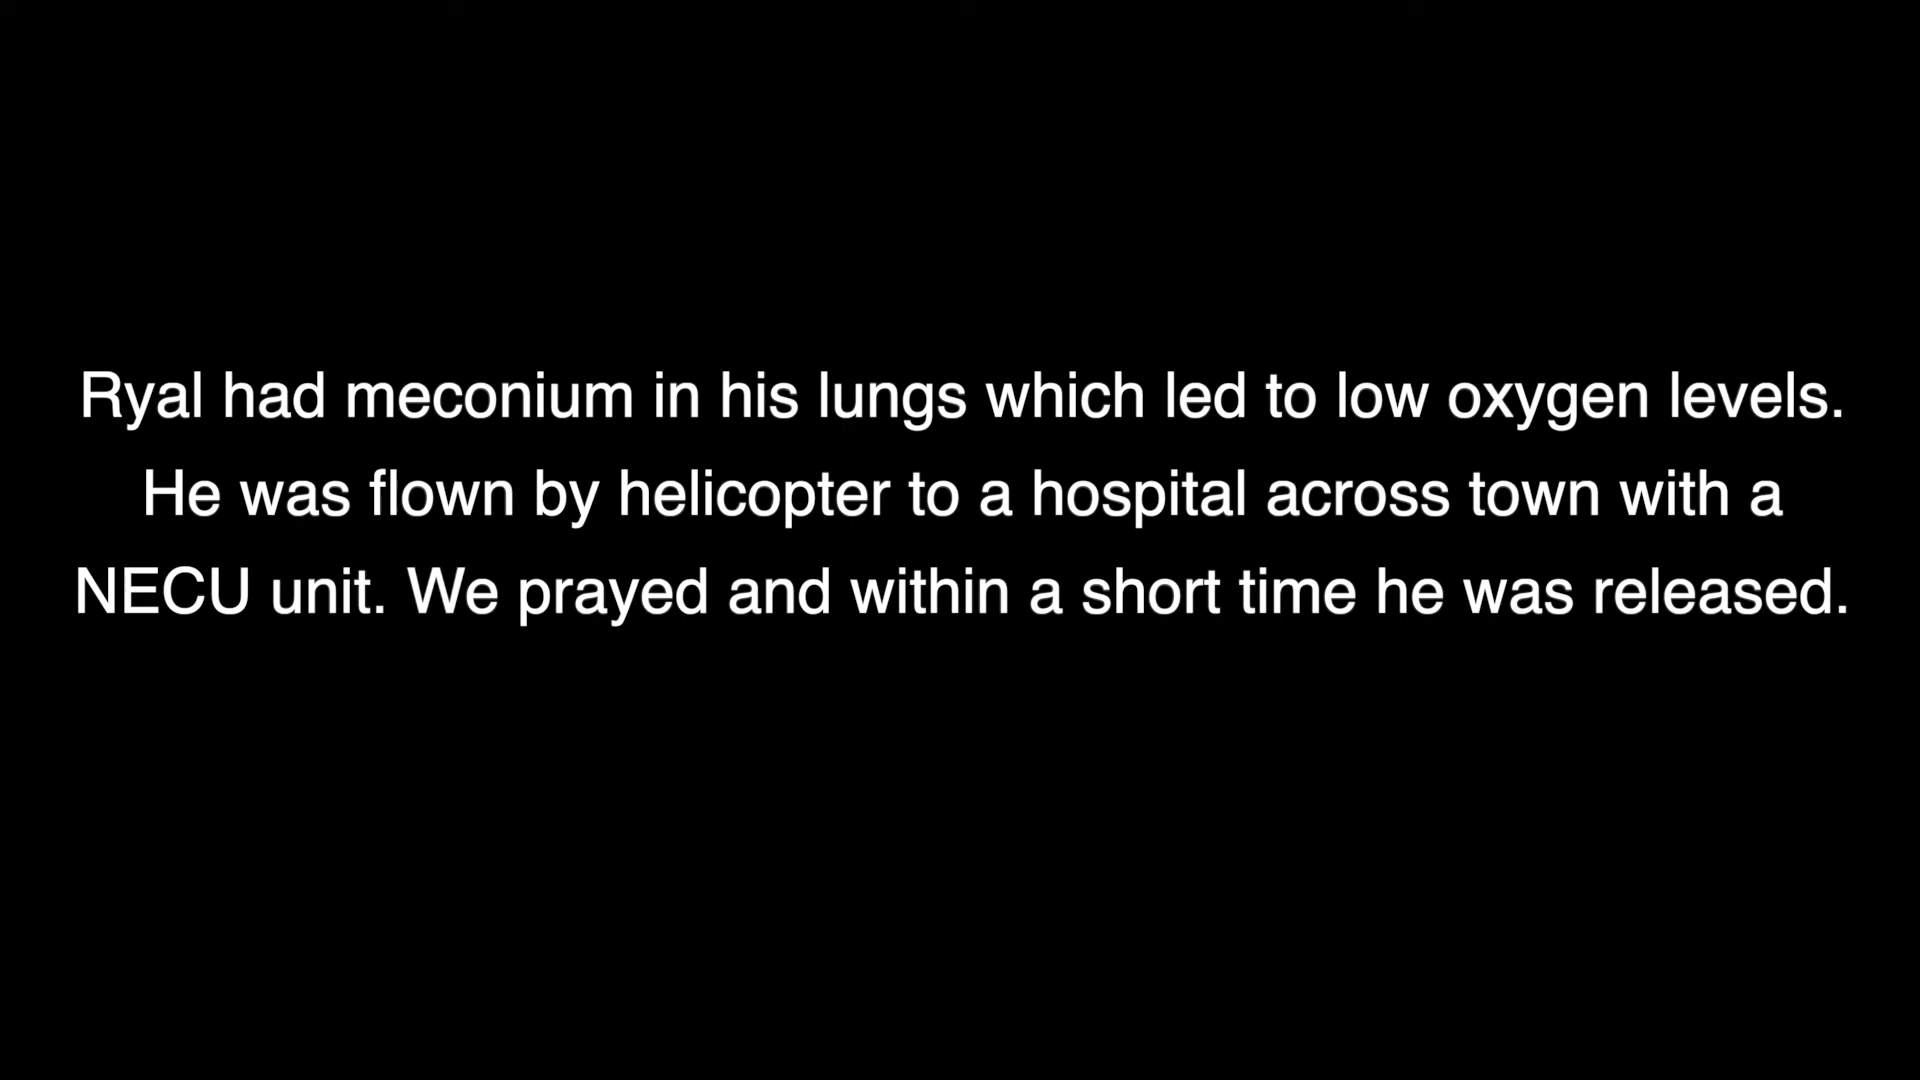 Ryal had meconium in his lungs which led to low oxygen levels.
He was flown by helicopter to a hospital across town with a
NECU unit. We prayed and within a short time he was released.